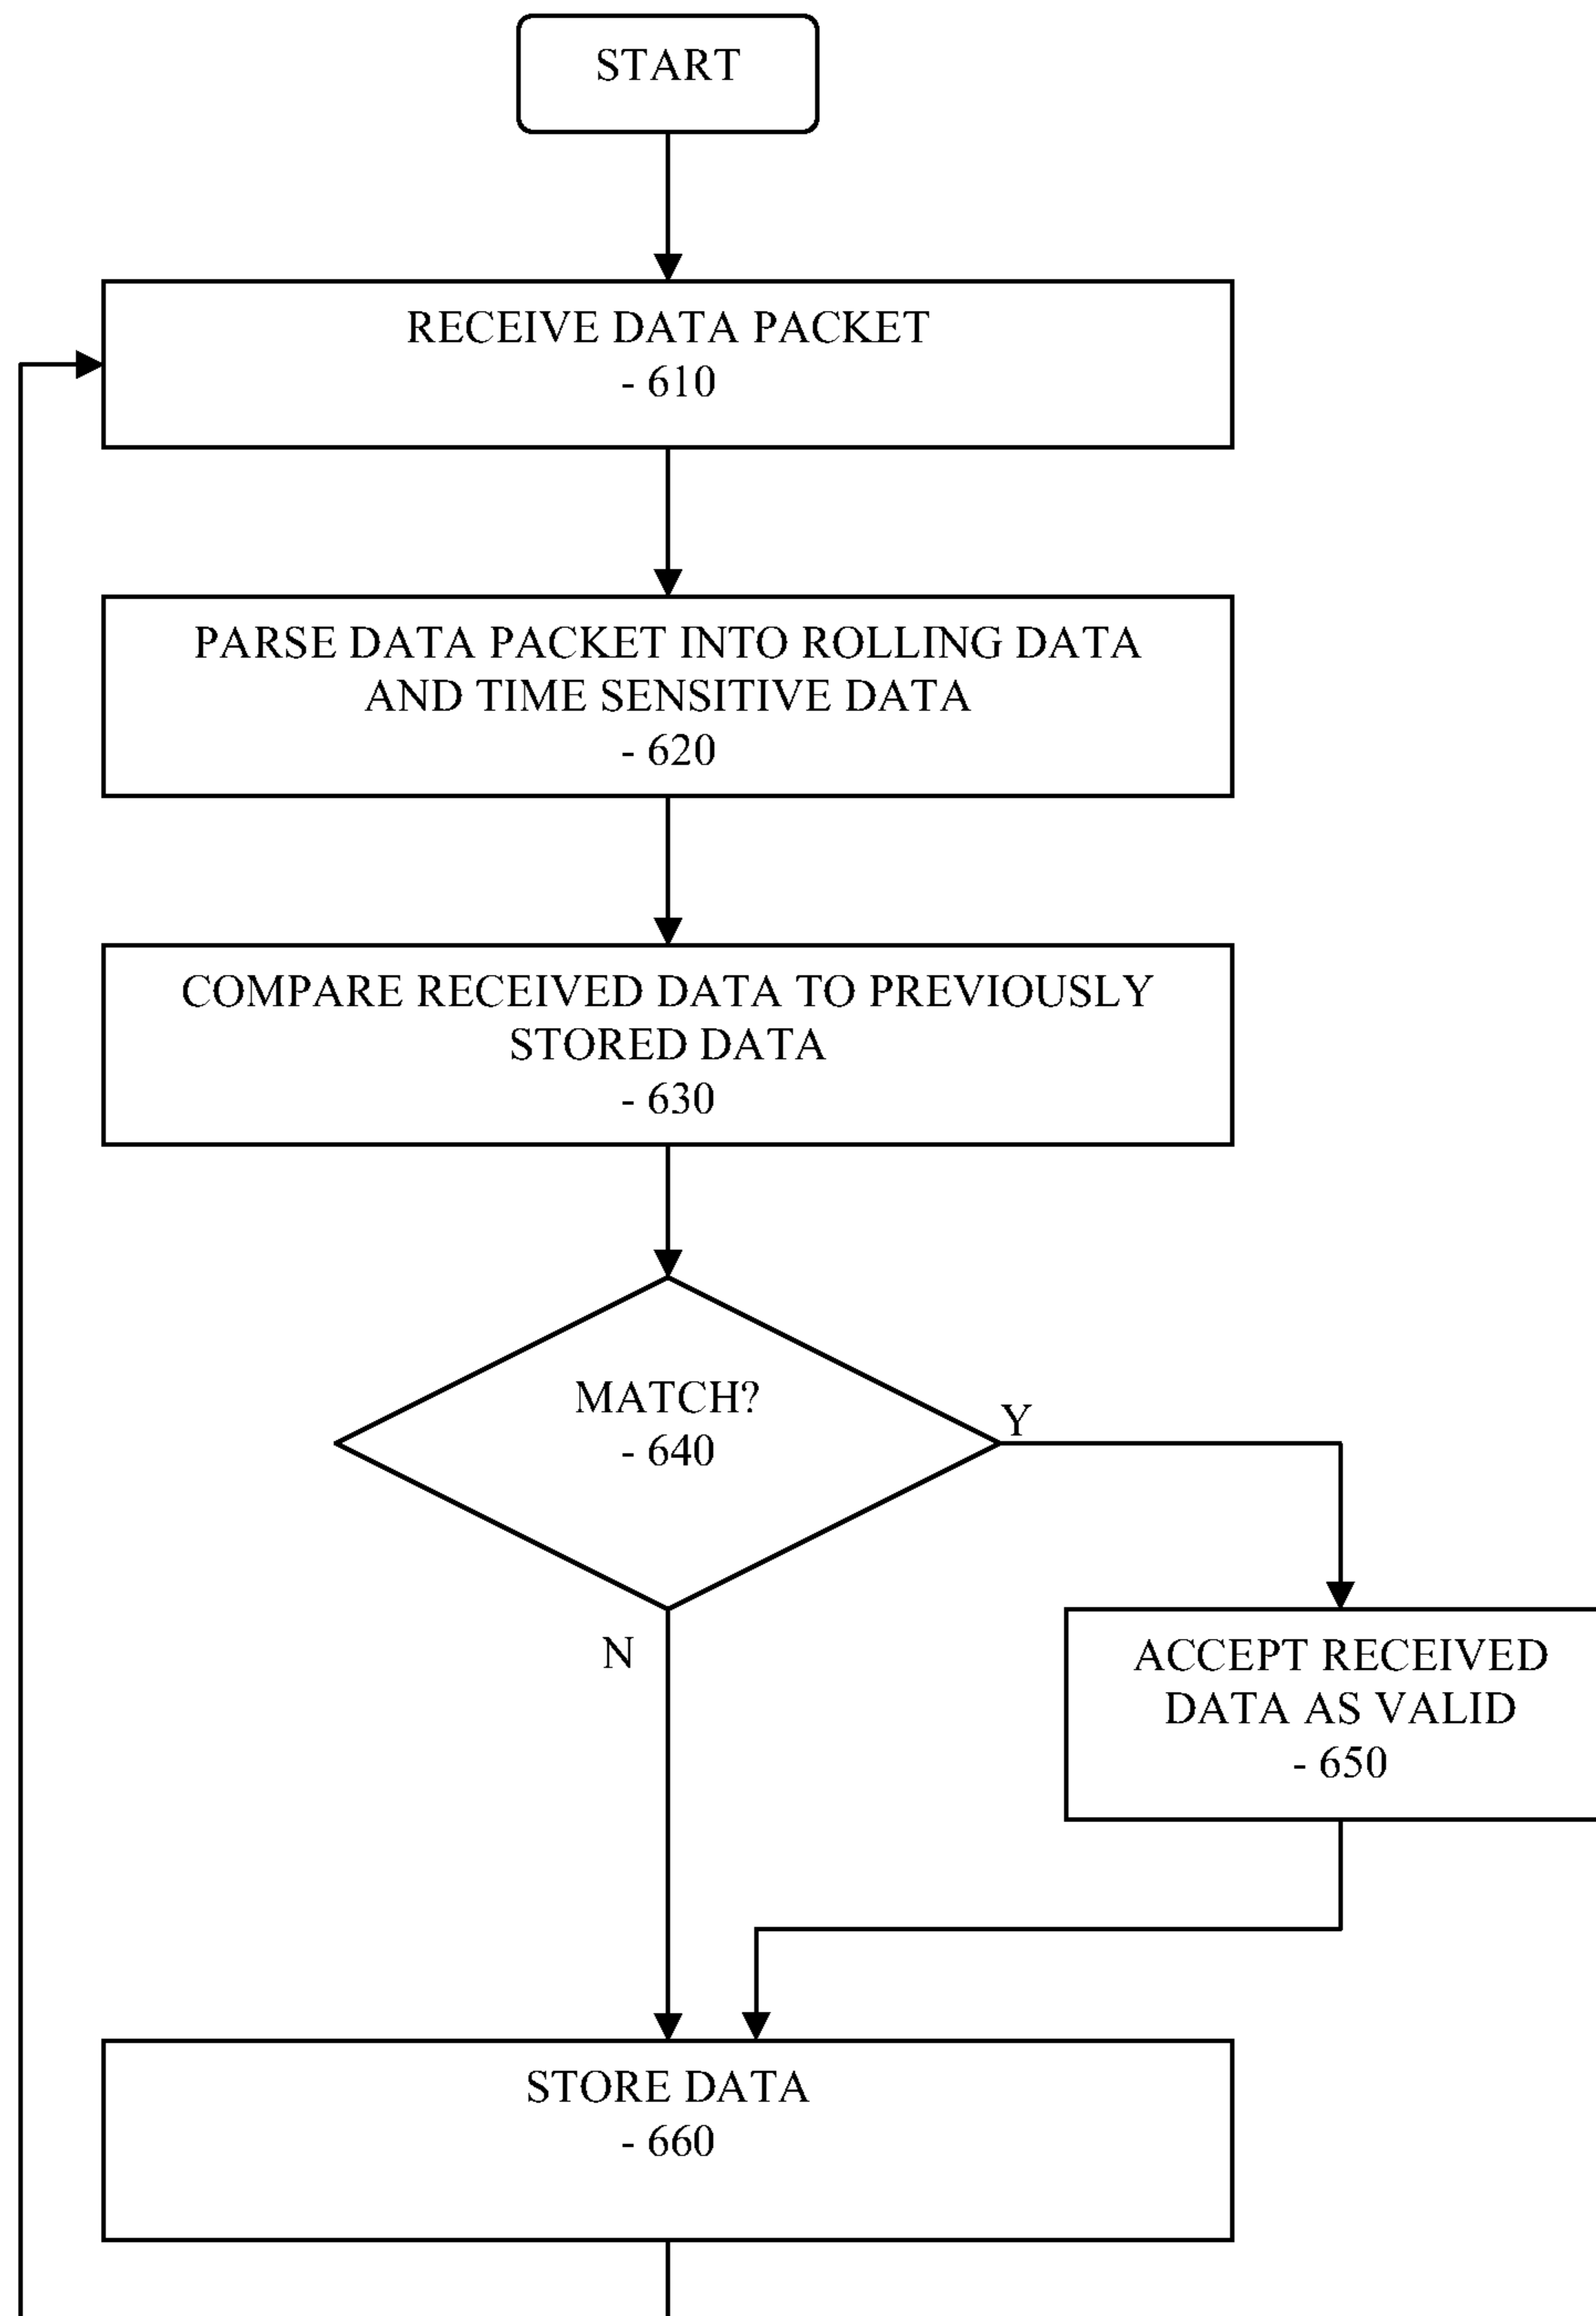 START
RECEIVE DATA PACKET
- 610
PARSE DATA PACKET INTO ROLLING DATA
AND TIME SENSITIVE DATA
- 620
COMPARE RECEIVED DATA TO PREVIOUSLY
STORED DATA
- 630
MATCH?
- 640
Y
N
ACCEPT RECEIVED
DATA AS VALID
- 650
STORE DATA
- 660